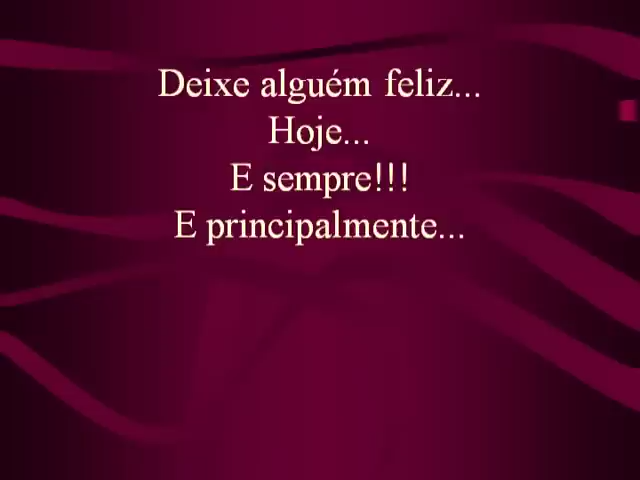 Deixe alguém feliz...
Hoje...
E sempre!!!
E principalmente...